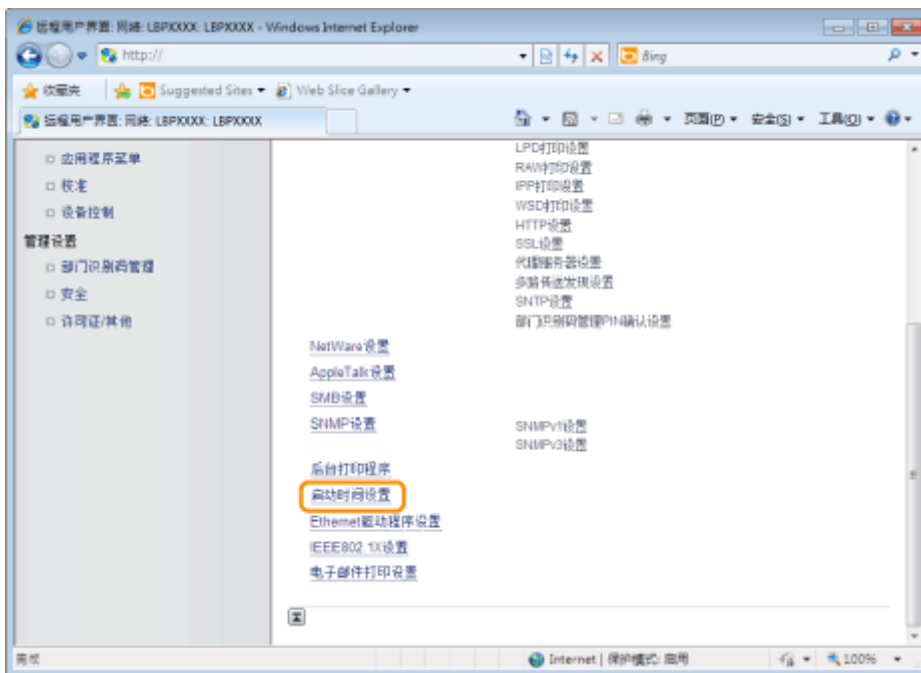 远程用户界面: 网络: LBPXXXX: LBPXXXX - Windows Internet Explorer
http://
Bing
收藏夹 Suggested Sites Web Slice Gallery
远程用户界面: 网络: LBPXXXX: LBPXXXX
页面(P) 安全(S) 工具(O)
应用程序菜单
校准
设备控制
管理设置
部门识别码管理
安全
许可证/其他
LPD打印设置
RAW打印设置
IPP打印设置
WSD打印设置
HTTP设置
SSL设置
代理服务器设置
多路传送发现设置
SNTP设置
部门识别码管理PIN确认设置
NetWare设置
AppleTalk设置
SMB设置
SNMP设置
SNMPv1设置
SNMPv3设置
后台打印程序
启动时间设置
Ethernet驱动程序设置
IEEE802.1X设置
电子邮件打印设置
完成
Internet | 保护模式: 启用
100%